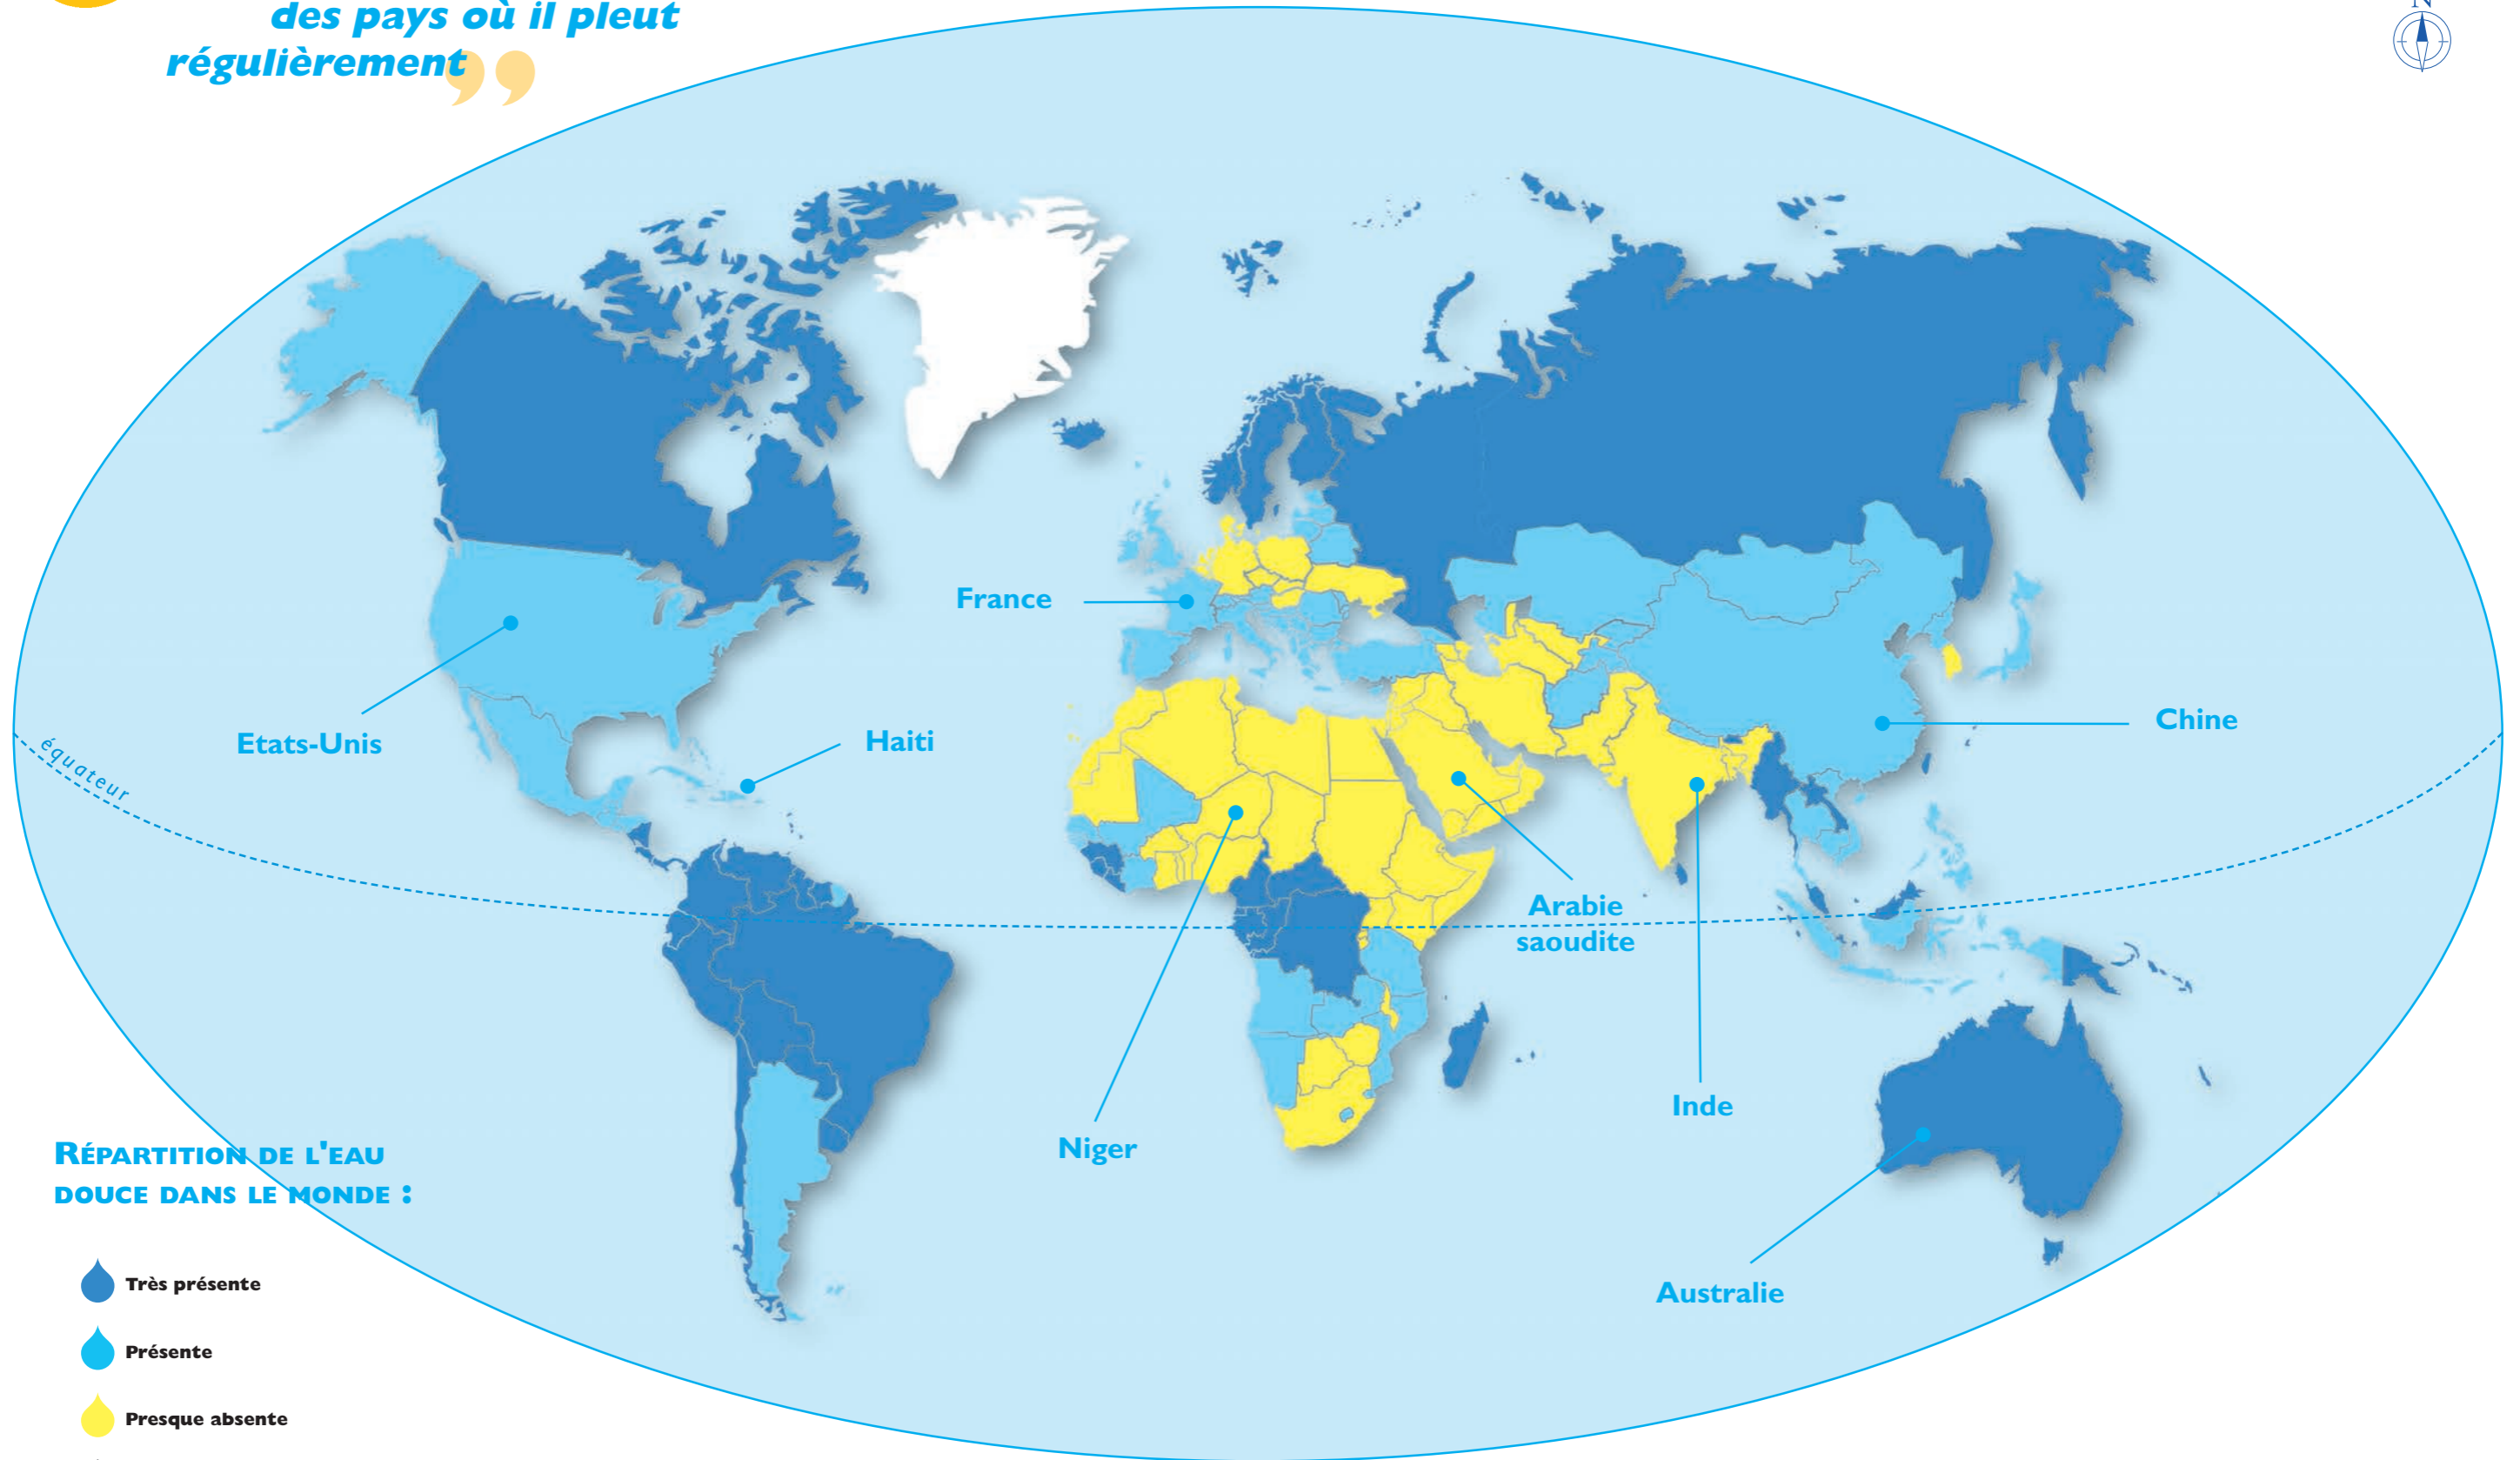 des pays où il pleut
régulièrement”
N
équateur
France
Etats-Unis
Haiti
Chine
Arabie
saoudite
Niger
Inde
Australie
RÉPARTITION DE L'EAU
DOUCE DANS LE MONDE :
Très présente
Présente
Presque absente